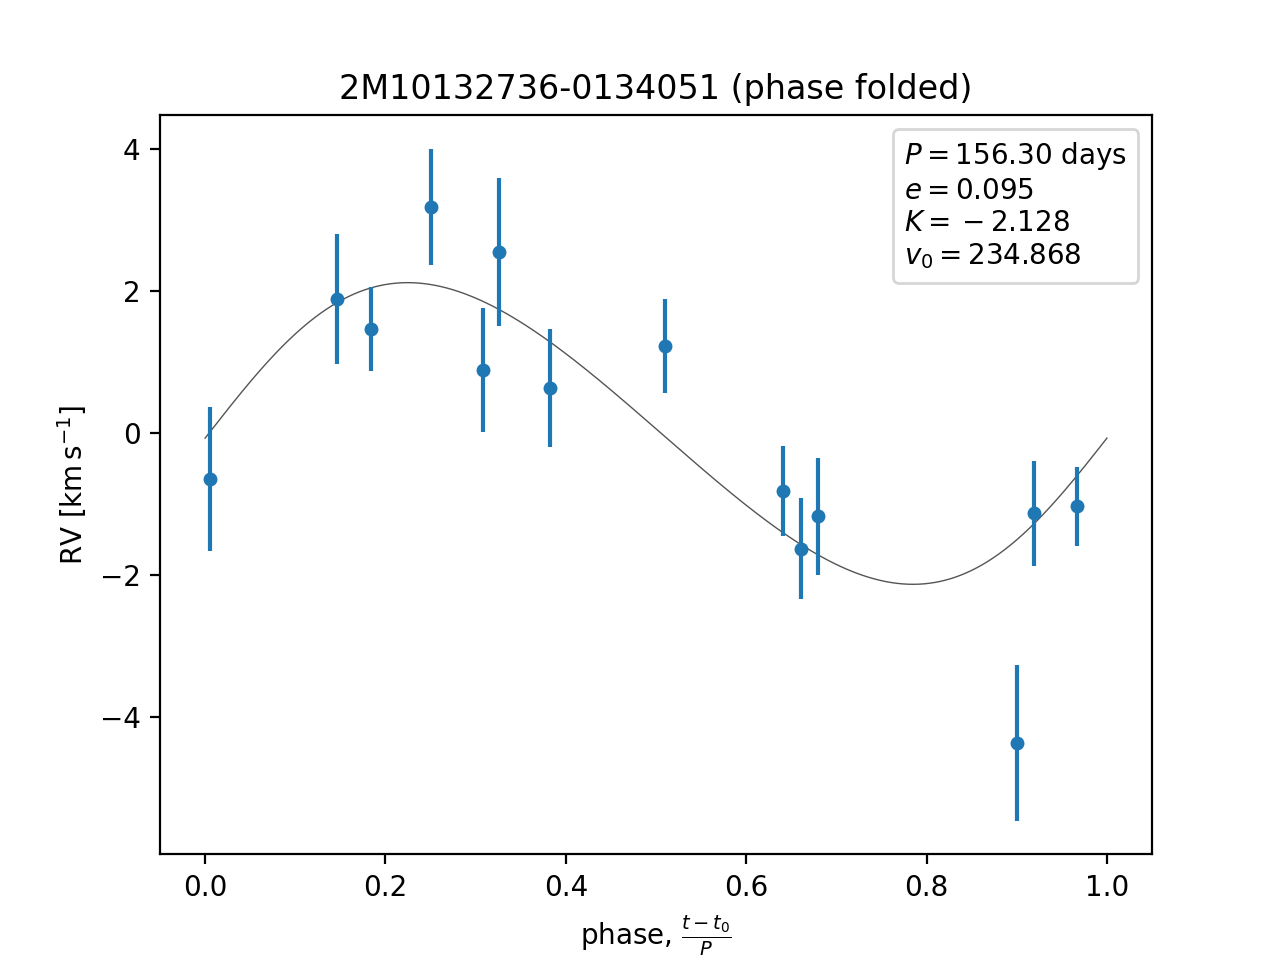 2M10132736-0134051 (phase folded)
P = 156.30 days
e = 0.095
K = −2.128
v₀ = 234.868
4
2
0
−2
−4
RV [km s⁻¹]
0.0 0.2 0.4 0.6 0.8 1.0
phase, (t − t₀)/P